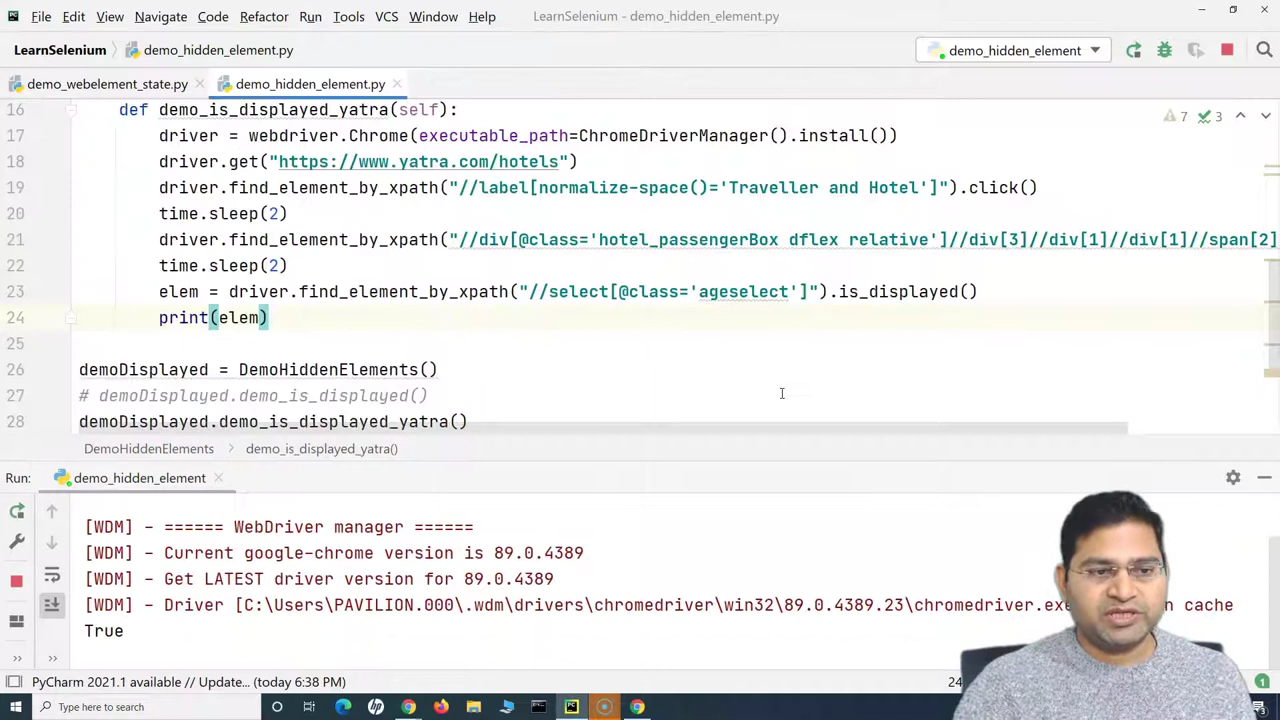 File Edit View Navigate Code Refactor Run Tools VCS Window Help LearnSelenium - demo_hidden_element.py
LearnSelenium demo_hidden_element.py demo_hidden_element
demo_webelement_state.py demo_hidden_element.py
16 def demo_is_displayed_yatra(self): 7 3
17 driver = webdriver.Chrome(executable_path=ChromeDriverManager().install())
18 driver.get("https://www.yatra.com/hotels")
19 driver.find_element_by_xpath("//label[normalize-space()='Traveller and Hotel']").click()
20 time.sleep(2)
21 driver.find_element_by_xpath("//div[@class='hotel_passengerBox dflex relative']//div[3]//div[1]//div[1]//span[2]
22 time.sleep(2)
23 elem = driver.find_element_by_xpath("//select[@class='ageselect']").is_displayed()
24 print(elem)
25
26 demoDisplayed = DemoHiddenElements()
27 # demoDisplayed.demo_is_displayed()
28 demoDisplayed.demo_is_displayed_yatra()
DemoHiddenElements demo_is_displayed_yatra()
Run: demo_hidden_element
[WDM] - ====== WebDriver manager ======
[WDM] - Current google-chrome version is 89.0.4389
[WDM] - Get LATEST driver version for 89.0.4389
[WDM] - Driver [C:\Users\PAVILION.000\.wdm\drivers\chromedriver\win32\89.0.4389.23\chromedriver.ex cache
True
PyCharm 2021.1 available // Update... (today 6:38 PM) 24 1
Type here to search